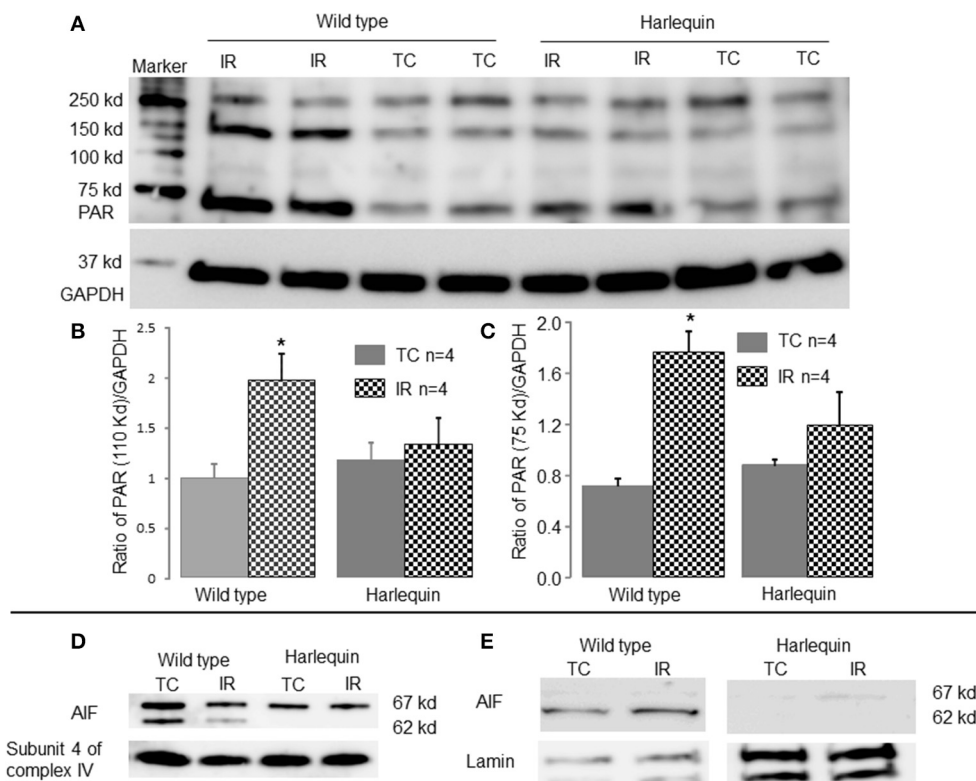 A
Wild type
Harlequin
Marker
IR IR TC TC IR IR TC TC
250 kd
150 kd
100 kd
75 kd
PAR
37 kd
GAPDH
B
Ratio of PAR (110 Kd)/GAPDH
2.5
2
1.5
1
0.5
0
*
TC n=4
IR n=4
Wild type
Harlequin
C
Ratio of PAR (75 Kd)/GAPDH
2.0
1.6
1.2
0.8
0.4
0.0
*
TC n=4
IR n=4
Wild type
Harlequin
D
Wild type Harlequin
TC IR TC IR
AIF
67 kd
62 kd
Subunit 4 of
complex IV
E
Wild type Harlequin
TC IR TC IR
AIF
67 kd
62 kd
Lamin